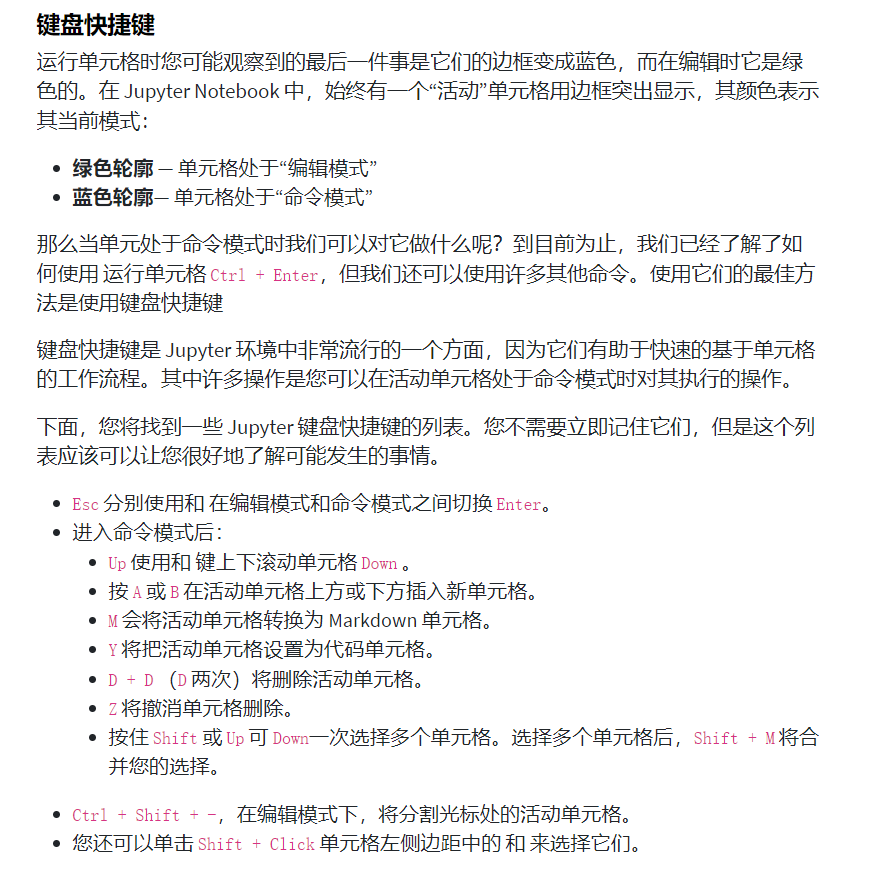 键盘快捷键
运行单元格时您可能观察到的最后一件事是它们的边框变成蓝色，而在编辑时它是绿
色的。在 Jupyter Notebook 中，始终有一个“活动”单元格用边框突出显示，其颜色表示
其当前模式：
• 绿色轮廓 — 单元格处于“编辑模式”
• 蓝色轮廓— 单元格处于“命令模式”
那么当单元处于命令模式时我们可以对它做什么呢？到目前为止，我们已经了解了如
何使用 运行单元格 Ctrl + Enter，但我们还可以使用许多其他命令。使用它们的最佳方
法是使用键盘快捷键
键盘快捷键是 Jupyter 环境中非常流行的一个方面，因为它们有助于快速的基于单元格
的工作流程。其中许多操作是您可以在活动单元格处于命令模式时对其执行的操作。
下面，您将找到一些 Jupyter 键盘快捷键的列表。您不需要立即记住它们，但是这个列
表应该可以让您很好地了解可能发生的事情。
• Esc 分别使用和 在编辑模式和命令模式之间切换 Enter。
• 进入命令模式后：
• Up 使用和 键上下滚动单元格 Down 。
• 按 A 或 B 在活动单元格上方或下方插入新单元格。
• M 会将活动单元格转换为 Markdown 单元格。
• Y 将把活动单元格设置为代码单元格。
• D + D （D 两次）将删除活动单元格。
• Z 将撤消单元格删除。
• 按住 Shift 或 Up 可 Down一次选择多个单元格。选择多个单元格后，Shift + M 将合
并您的选择。
• Ctrl + Shift + -，在编辑模式下，将分割光标处的活动单元格。
• 您还可以单击 Shift + Click 单元格左侧边距中的 和 来选择它们。